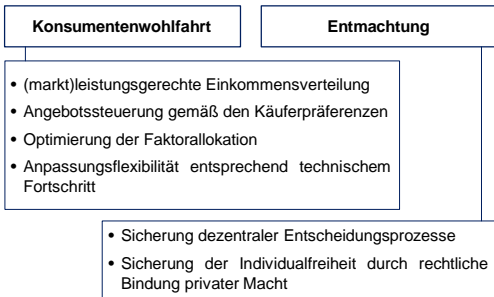 Konsumentenwohlfahrt
Entmachtung
• (markt)leistungsgerechte Einkommensverteilung
• Angebotssteuerung gemäß den Käuferpräferenzen
• Optimierung der Faktorallokation
• Anpassungsflexibilität entsprechend technischem
Fortschritt
• Sicherung dezentraler Entscheidungsprozesse
• Sicherung der Individualfreiheit durch rechtliche
Bindung privater Macht